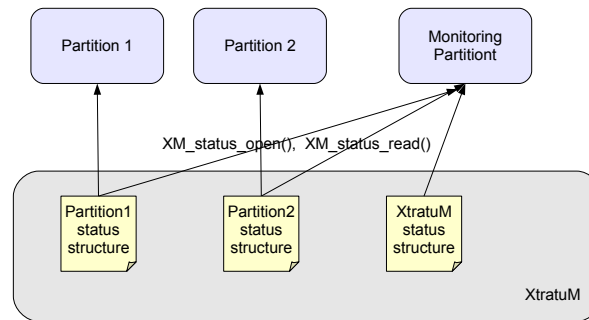 Partition 1
Partition 2
Monitoring
Partitiont
XM_status_open(), XM_status_read()
Partition1
status
structure
Partition2
status
structure
XtratuM
status
structure
XtratuM